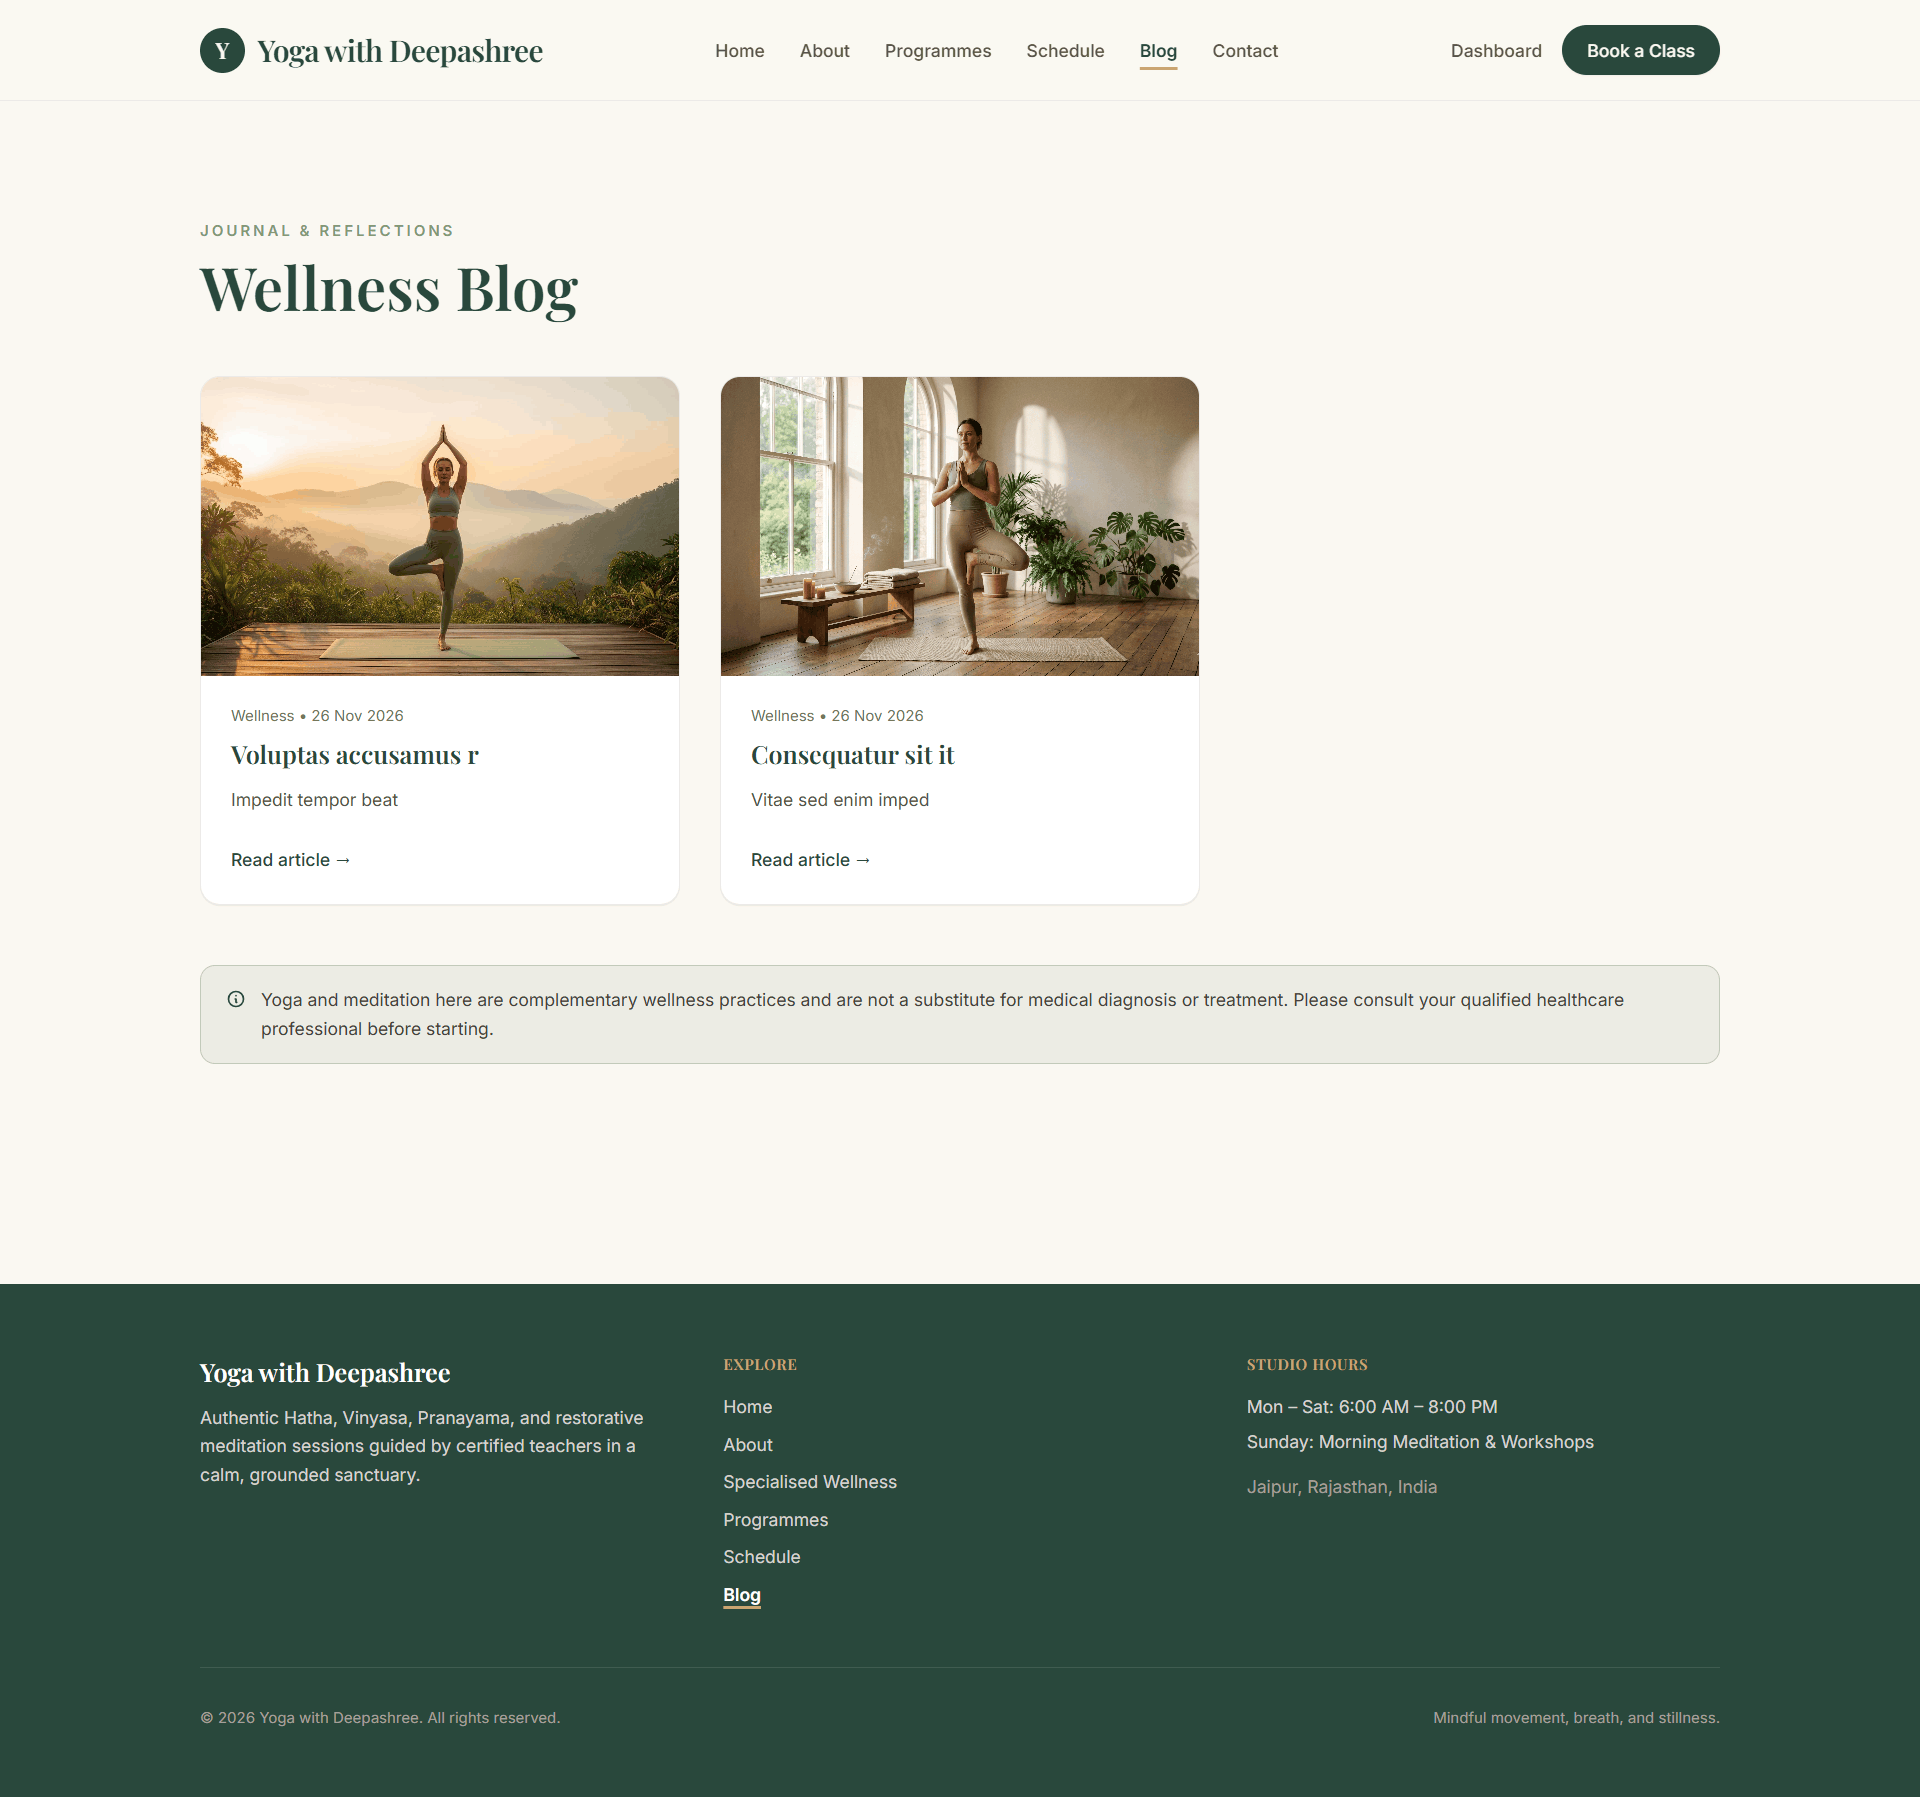 Y Yoga with Deepashree
Home About Programmes Schedule Blog Contact
Dashboard Book a Class
JOURNAL & REFLECTIONS
Wellness Blog
Wellness • 26 Nov 2026
Voluptas accusamus r
Impedit tempor beat
Read article →
Wellness • 26 Nov 2026
Consequatur sit it
Vitae sed enim imped
Read article →
Yoga and meditation here are complementary wellness practices and are not a substitute for medical diagnosis or treatment. Please consult your qualified healthcare
professional before starting.
Yoga with Deepashree
Authentic Hatha, Vinyasa, Pranayama, and restorative
meditation sessions guided by certified teachers in a
calm, grounded sanctuary.
EXPLORE
Home
About
Specialised Wellness
Programmes
Schedule
Blog
STUDIO HOURS
Mon – Sat: 6:00 AM – 8:00 PM
Sunday: Morning Meditation & Workshops
Jaipur, Rajasthan, India
© 2026 Yoga with Deepashree. All rights reserved.
Mindful movement, breath, and stillness.